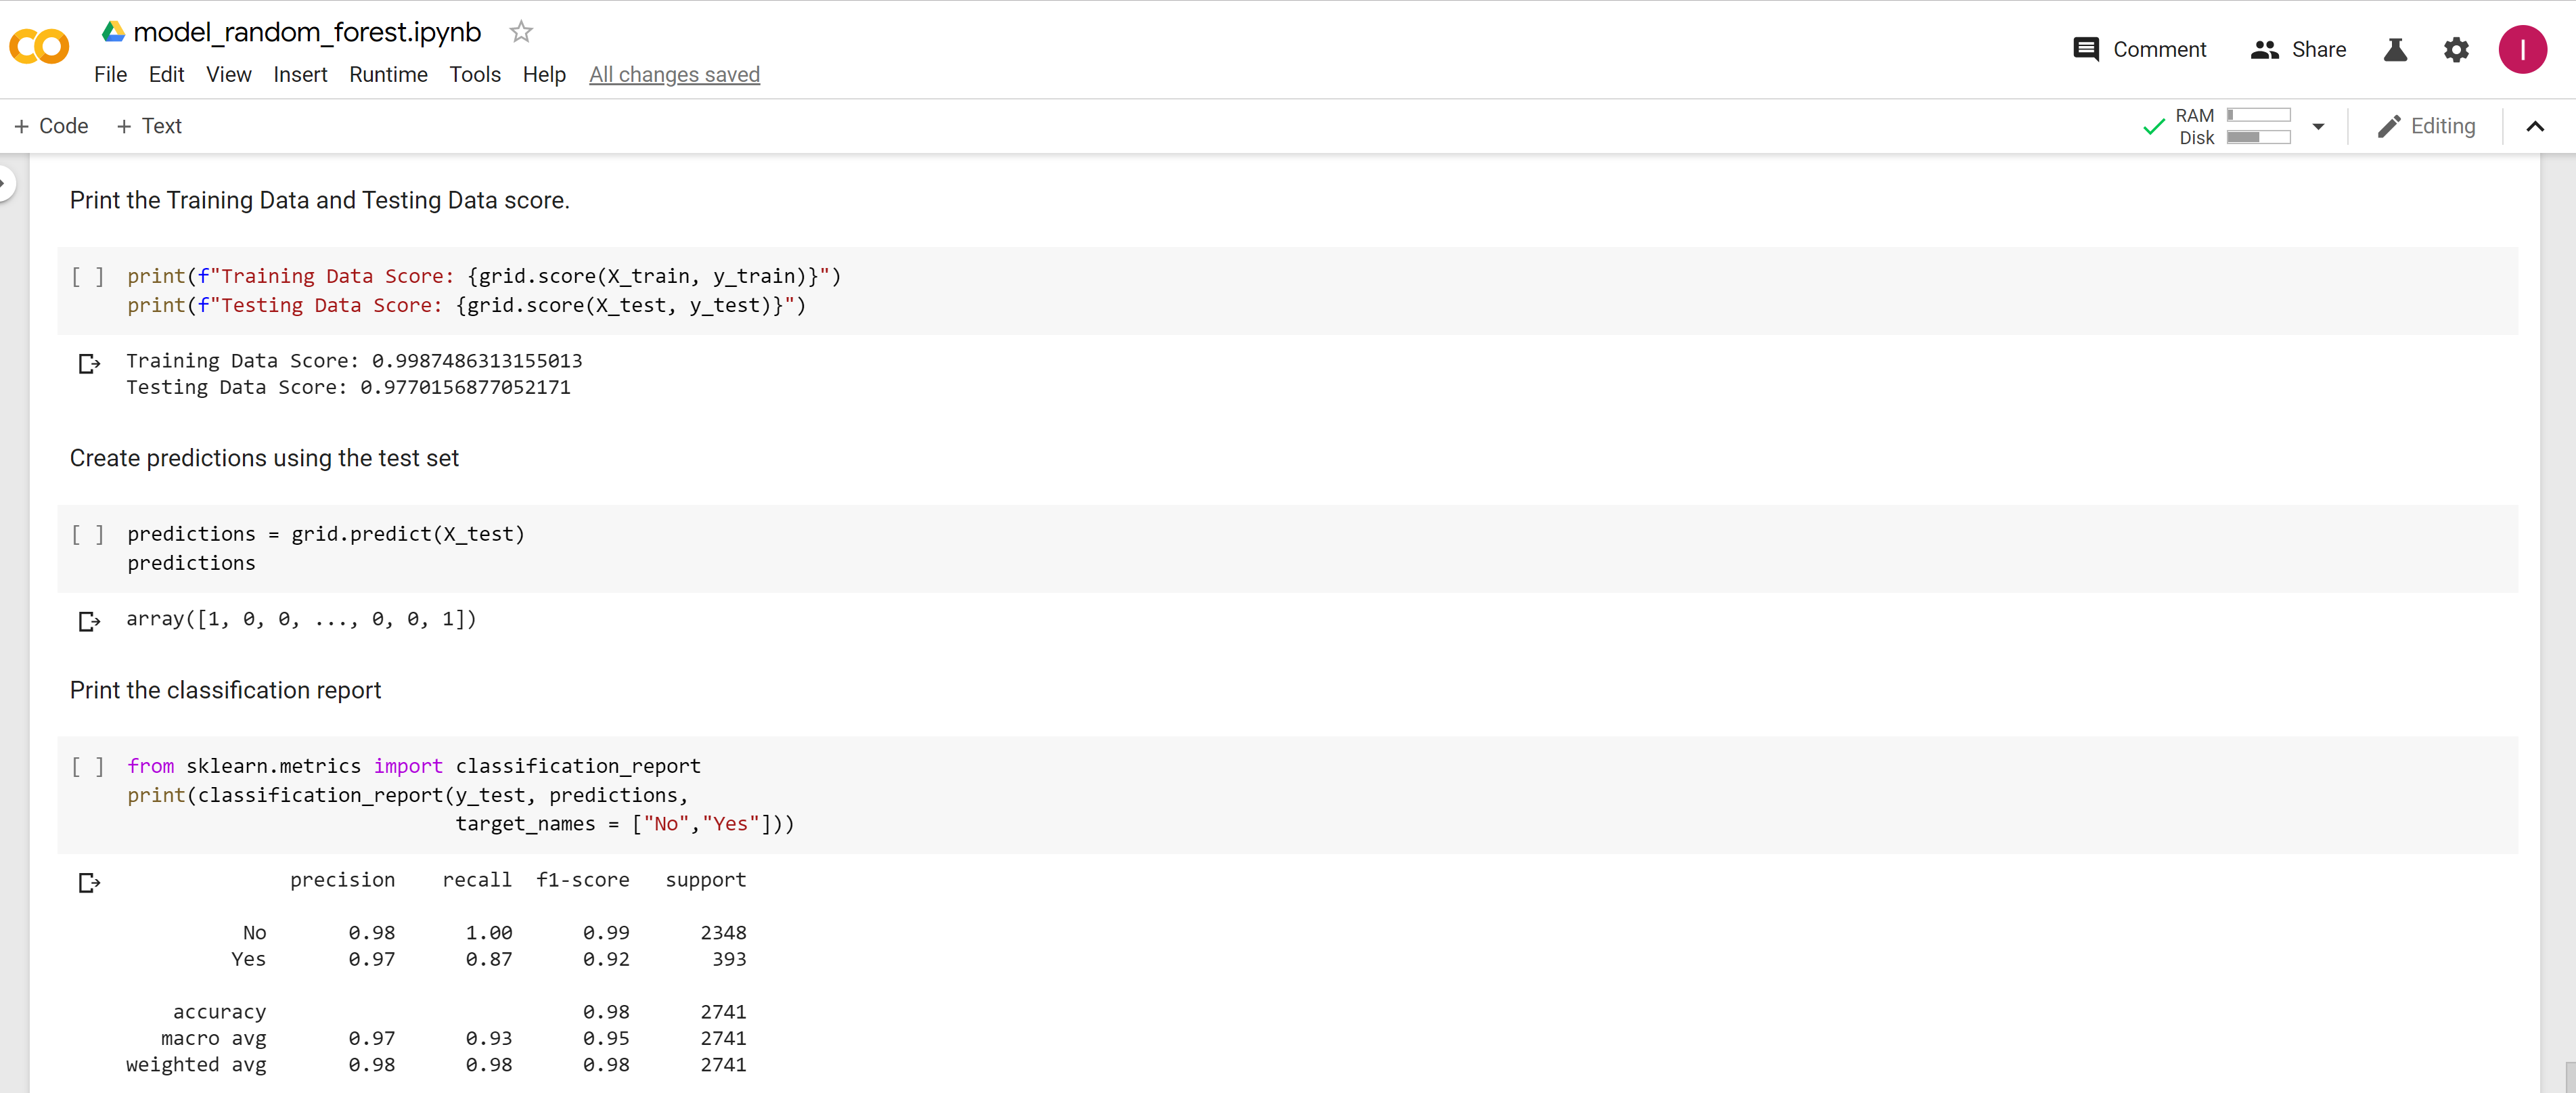 model_random_forest.ipynb
File Edit View Insert Runtime Tools Help All changes saved
Comment Share I
+ Code + Text
RAM
Disk
Editing
Print the Training Data and Testing Data score.
[ ] print(f"Training Data Score: {grid.score(X_train, y_train)}")
print(f"Testing Data Score: {grid.score(X_test, y_test)}")
Training Data Score: 0.9987486313155013
Testing Data Score: 0.9770156877052171
Create predictions using the test set
[ ] predictions = grid.predict(X_test)
predictions
array([1, 0, 0, ..., 0, 0, 1])
Print the classification report
[ ] from sklearn.metrics import classification_report
print(classification_report(y_test, predictions,
target_names = ["No","Yes"]))
precision recall f1-score support
No 0.98 1.00 0.99 2348
Yes 0.97 0.87 0.92 393
accuracy 0.98 2741
macro avg 0.97 0.93 0.95 2741
weighted avg 0.98 0.98 0.98 2741